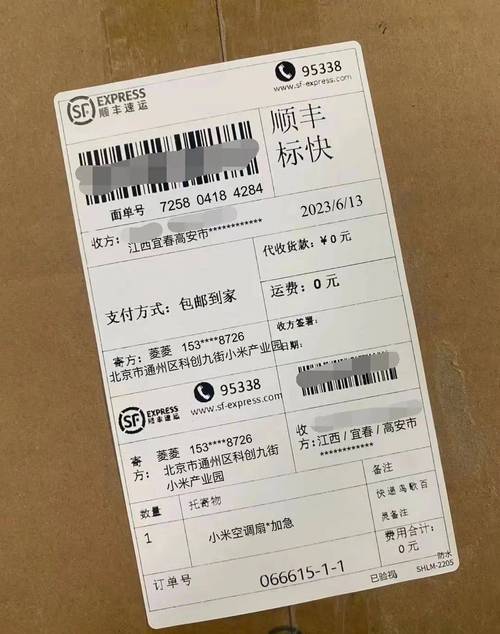 SF EXPRESS
顺丰速运
95338
www.sf-express.com
顺丰
标快
面单号 7258 0418 4284
2023/6/13
收方: 江西宜春高安市************
代收货款: ¥0 元
支付方式: 包邮到家
运费: 0 元
收方签署:
日期:
寄方: 菱菱 153****8726
北京市通州区科创九街小米产业园
SF EXPRESS
顺丰速运
95338
www.sf-express.com
寄方: 菱菱 153****8726
北京市通州区科创九街
小米产业园
收方: 江西 / 宜春 / 高安市
************
数量 托寄物 备注
1 小米空调扇*加急
快递鸟歌百
灵备注
费用合计:
0元
订单号 066615-1-1
已验视
防水
SHLM-2205